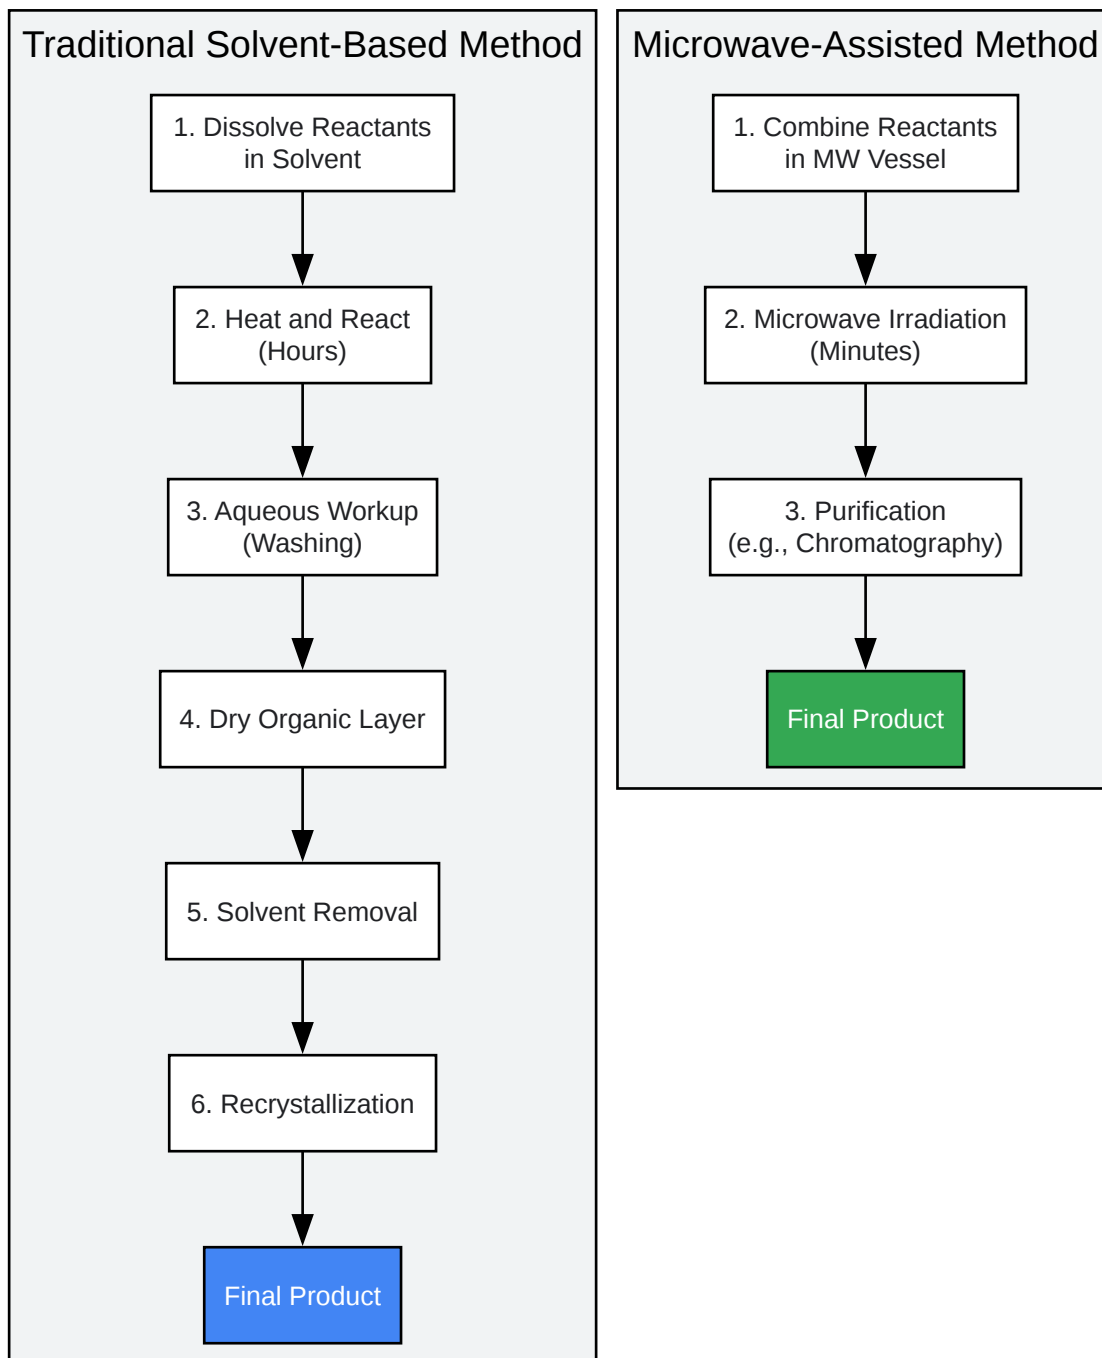 Traditional Solvent-Based Method
1. Dissolve Reactants
in Solvent
2. Heat and React
(Hours)
3. Aqueous Workup
(Washing)
4. Dry Organic Layer
5. Solvent Removal
6. Recrystallization
Final Product
Microwave-Assisted Method
1. Combine Reactants
in MW Vessel
2. Microwave Irradiation
(Minutes)
3. Purification
(e.g., Chromatography)
Final Product